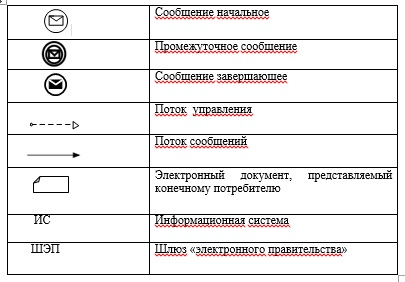 Сообщение начальное
Промежуточное сообщение
Сообщение завершающее
Поток управления
Поток сообщений
Электронный документ, представляемый
конечному потребителю
ИС Информационная система
ШЭП Шлюз «электронного правительства»